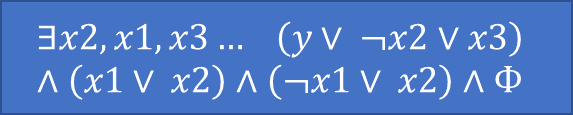 ∃x2, x1, x3 … (y ∨ ¬x2 ∨ x3)
∧ (x1 ∨ x2) ∧ (¬x1 ∨ x2) ∧ Φ